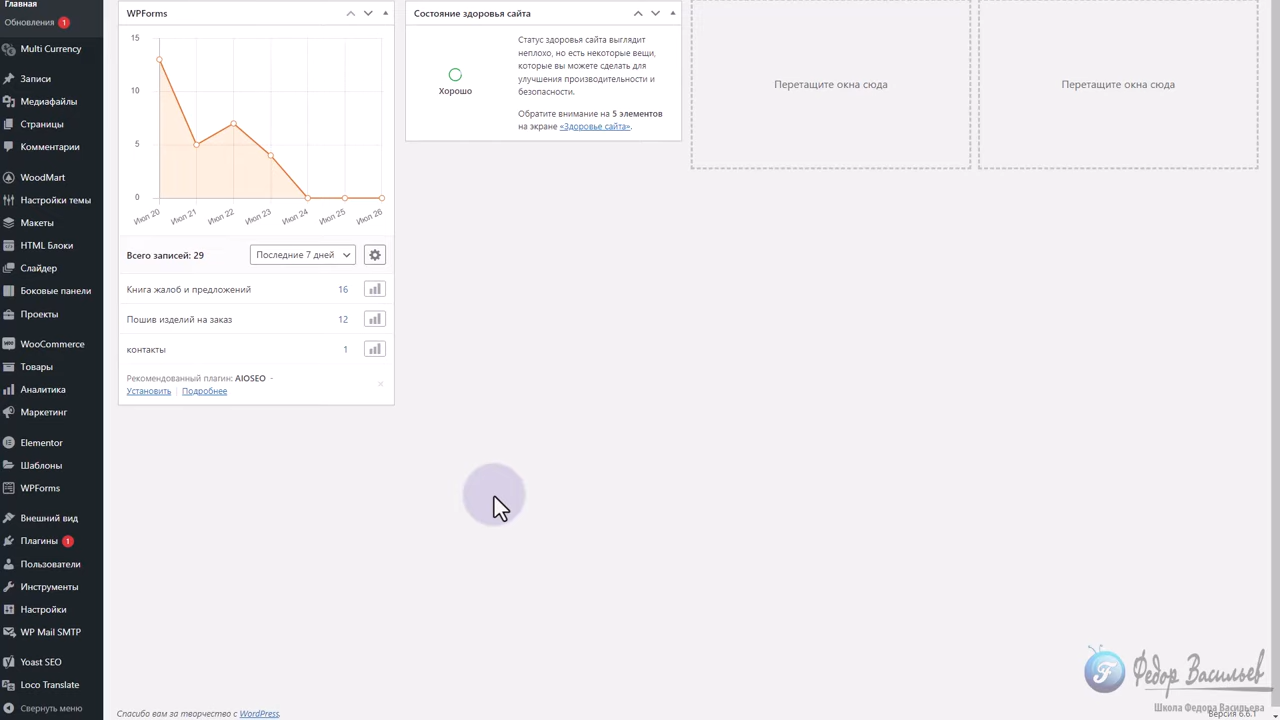 Главная
Обновления 1
Multi Currency
Записи
Медиафайлы
Страницы
Комментарии
WoodMart
Настройки темы
Макеты
HTML Блоки
Слайдер
Боковые панели
Проекты
WooCommerce
Товары
Аналитика
Маркетинг
Elementor
Шаблоны
WPForms
Внешний вид
Плагины 1
Пользователи
Инструменты
Настройки
WP Mail SMTP
Yoast SEO
Loco Translate
Свернуть меню
WPForms
15
10
5
0
Июл 20 Июл 21 Июл 22 Июл 23 Июл 24 Июл 25 Июл 26
Всего записей: 29 Последние 7 дней
Книга жалоб и предложений 16
Пошив изделий на заказ 12
контакты 1
Рекомендованный плагин: AIOSEO -
Установить | Подробнее
Состояние здоровья сайта
Хорошо
Статус здоровья сайта выглядит
неплохо, но есть некоторые вещи,
которые вы можете сделать для
улучшения производительности и
безопасности.
Обратите внимание на 5 элементов
на экране «Здоровье сайта».
Перетащите окна сюда
Перетащите окна сюда
Спасибо вам за творчество с WordPress.
Федор Васильев
Школа Федора Васильева
Версия 6.6.1